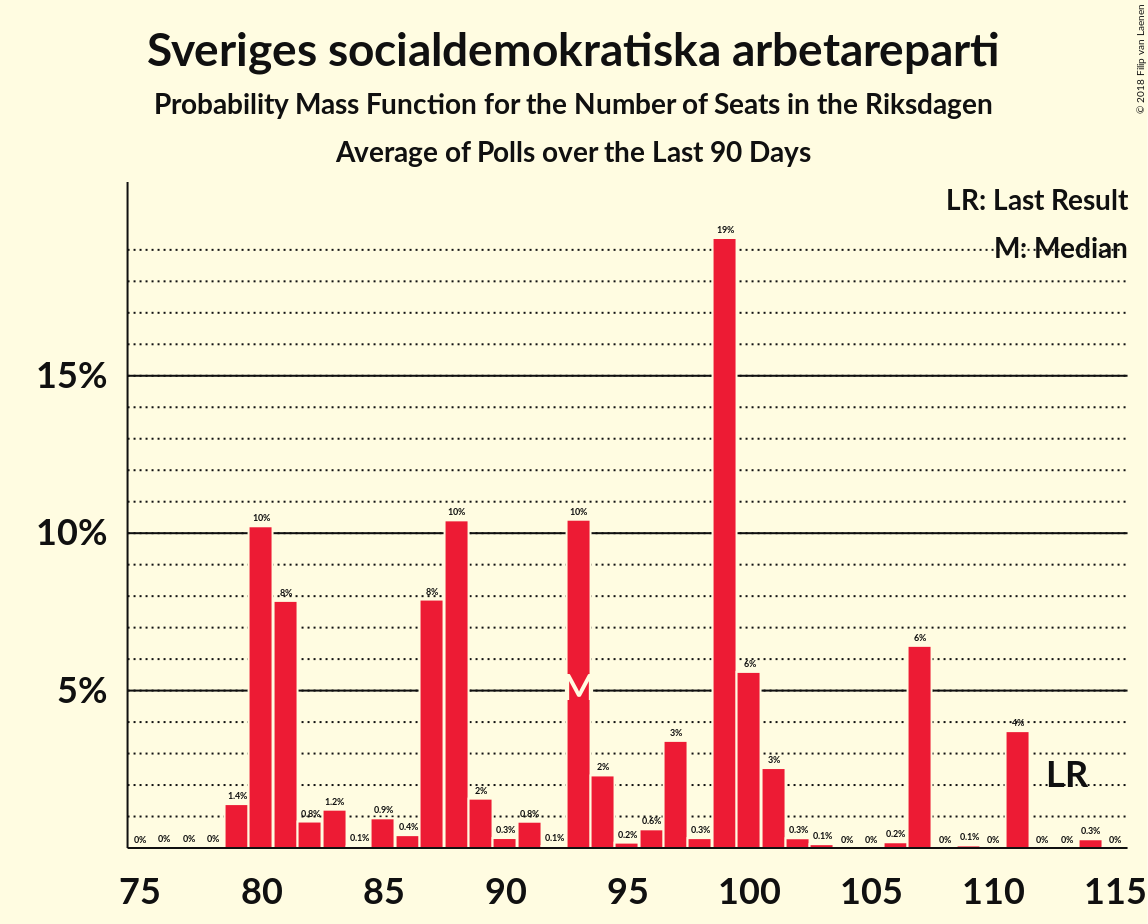 Sveriges socialdemokratiska arbetareparti
Probability Mass Function for the Number of Seats in the Riksdagen
Average of Polls over the Last 90 Days
© 2018 Filip van Laenen
LR: Last Result
M: Median
15%
10%
5%
0% 0% 0% 0% 1.4% 10% 8% 0.8% 1.2% 0.1% 0.9% 0.4% 8% 10% 2% 0.3% 0.8% 0.1% 10% 2% 0.2% 0.6% 3% 0.3% 19% 6% 3% 0.3% 0.1% 0% 0% 0.2% 6% 0% 0.1% 0% 4% 0% 0% 0.3% 0%
M
LR
75 80 85 90 95 100 105 110 115